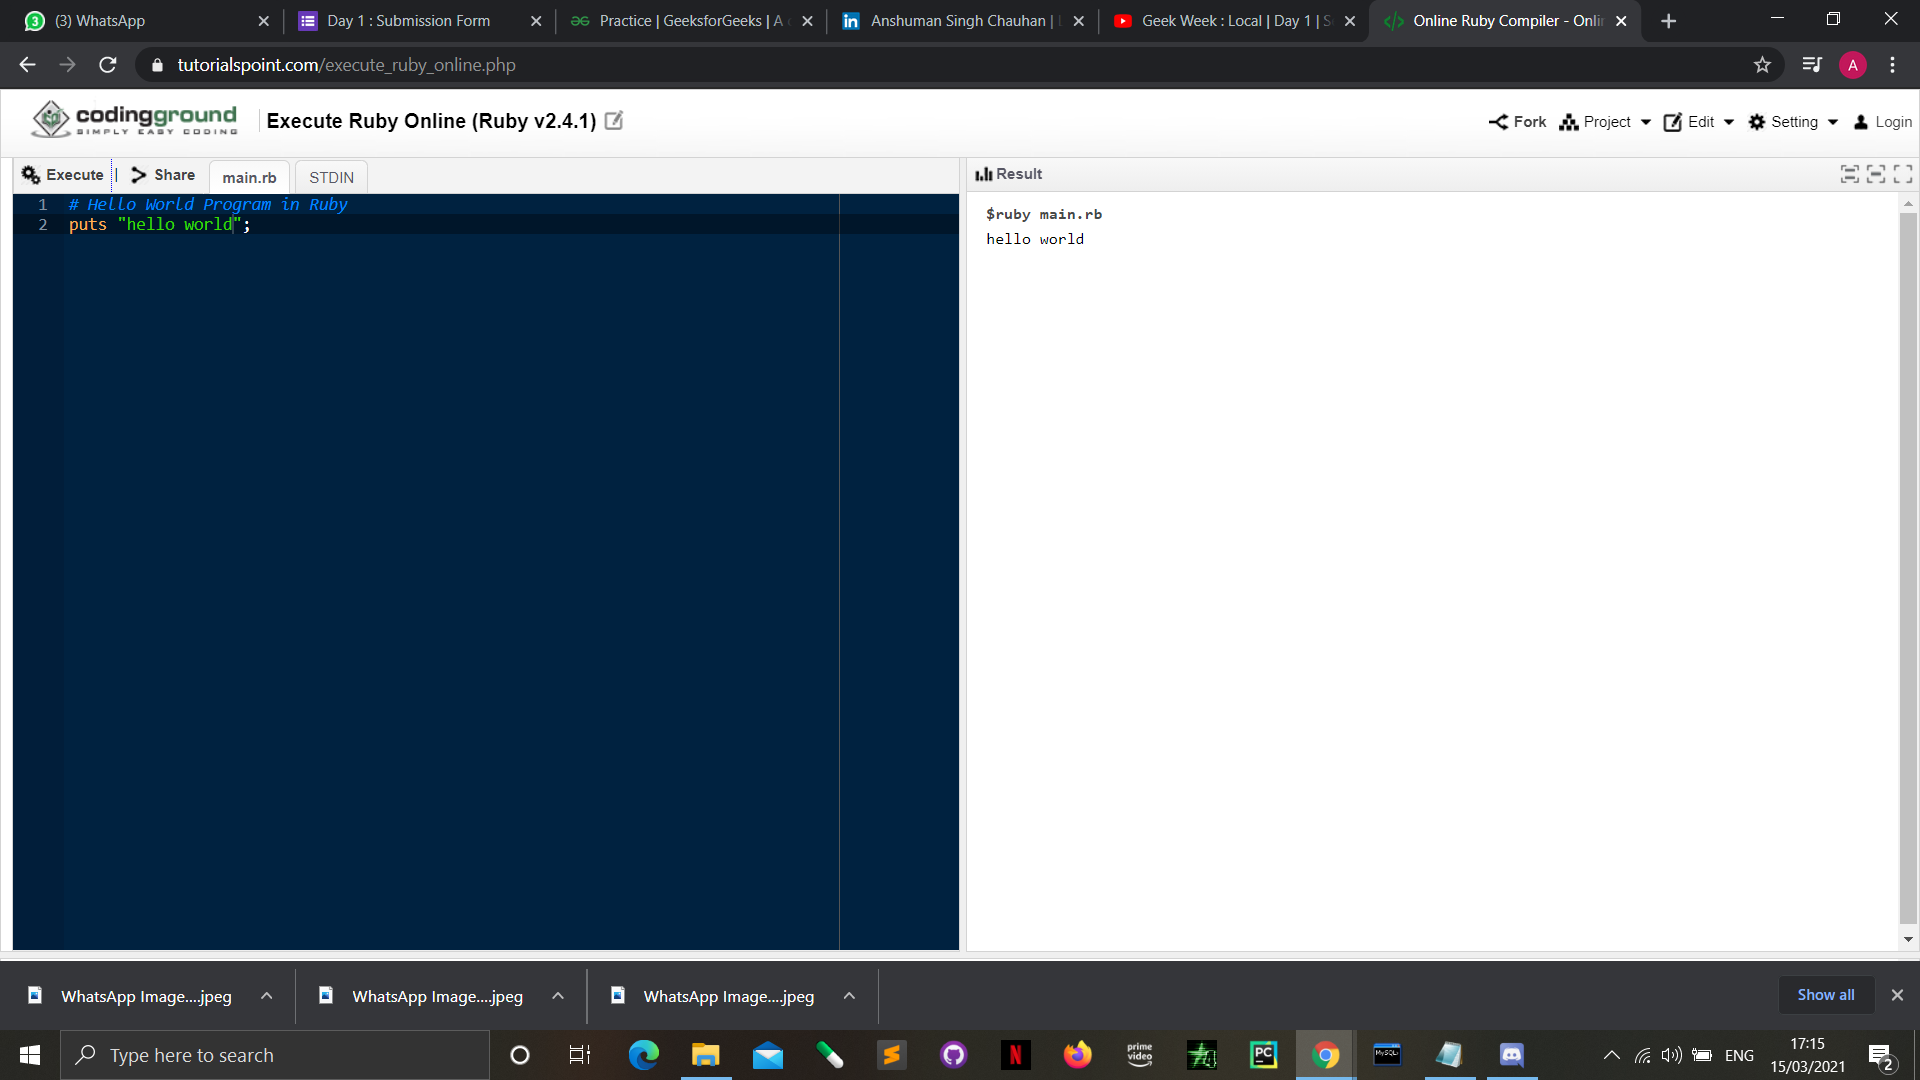 (3) WhatsApp
Day 1 : Submission Form
Practice | GeeksforGeeks | A
Anshuman Singh Chauhan |
Geek Week : Local | Day 1 | S
Online Ruby Compiler - Onli
tutorialspoint.com/execute_ruby_online.php
codingground
SIMPLY EASY CODING
Execute Ruby Online (Ruby v2.4.1)
Fork
Project
Edit
Setting
Login
Execute | Share
main.rb
STDIN
Result
1 # Hello World Program in Ruby
2 puts "hello world";
$ruby main.rb
hello world
WhatsApp Image....jpeg
WhatsApp Image....jpeg
WhatsApp Image....jpeg
Show all
Type here to search
prime video
PC
MySQL
ENG
17:15
15/03/2021
2